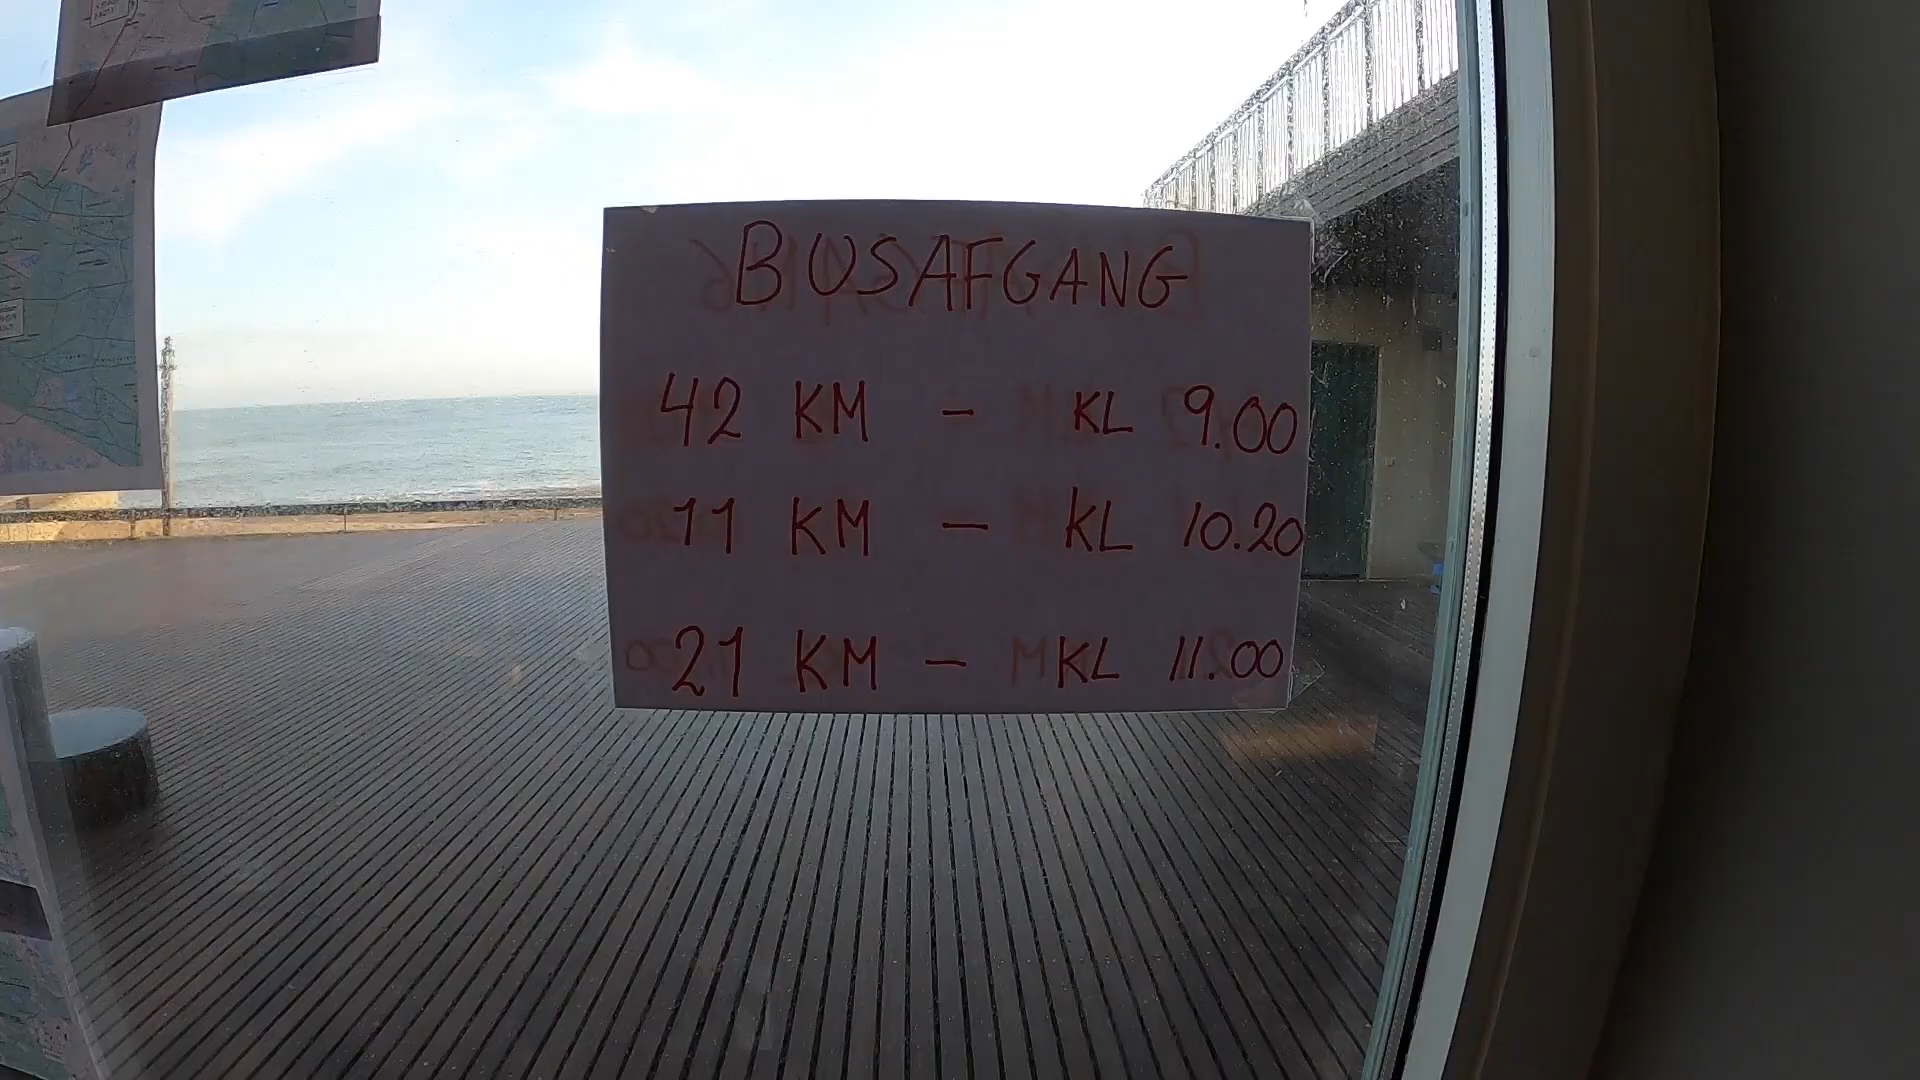 BUSAFGANG
42 KM - KL 9.00
11 KM - KL 10.20
21 KM - KL 11.00